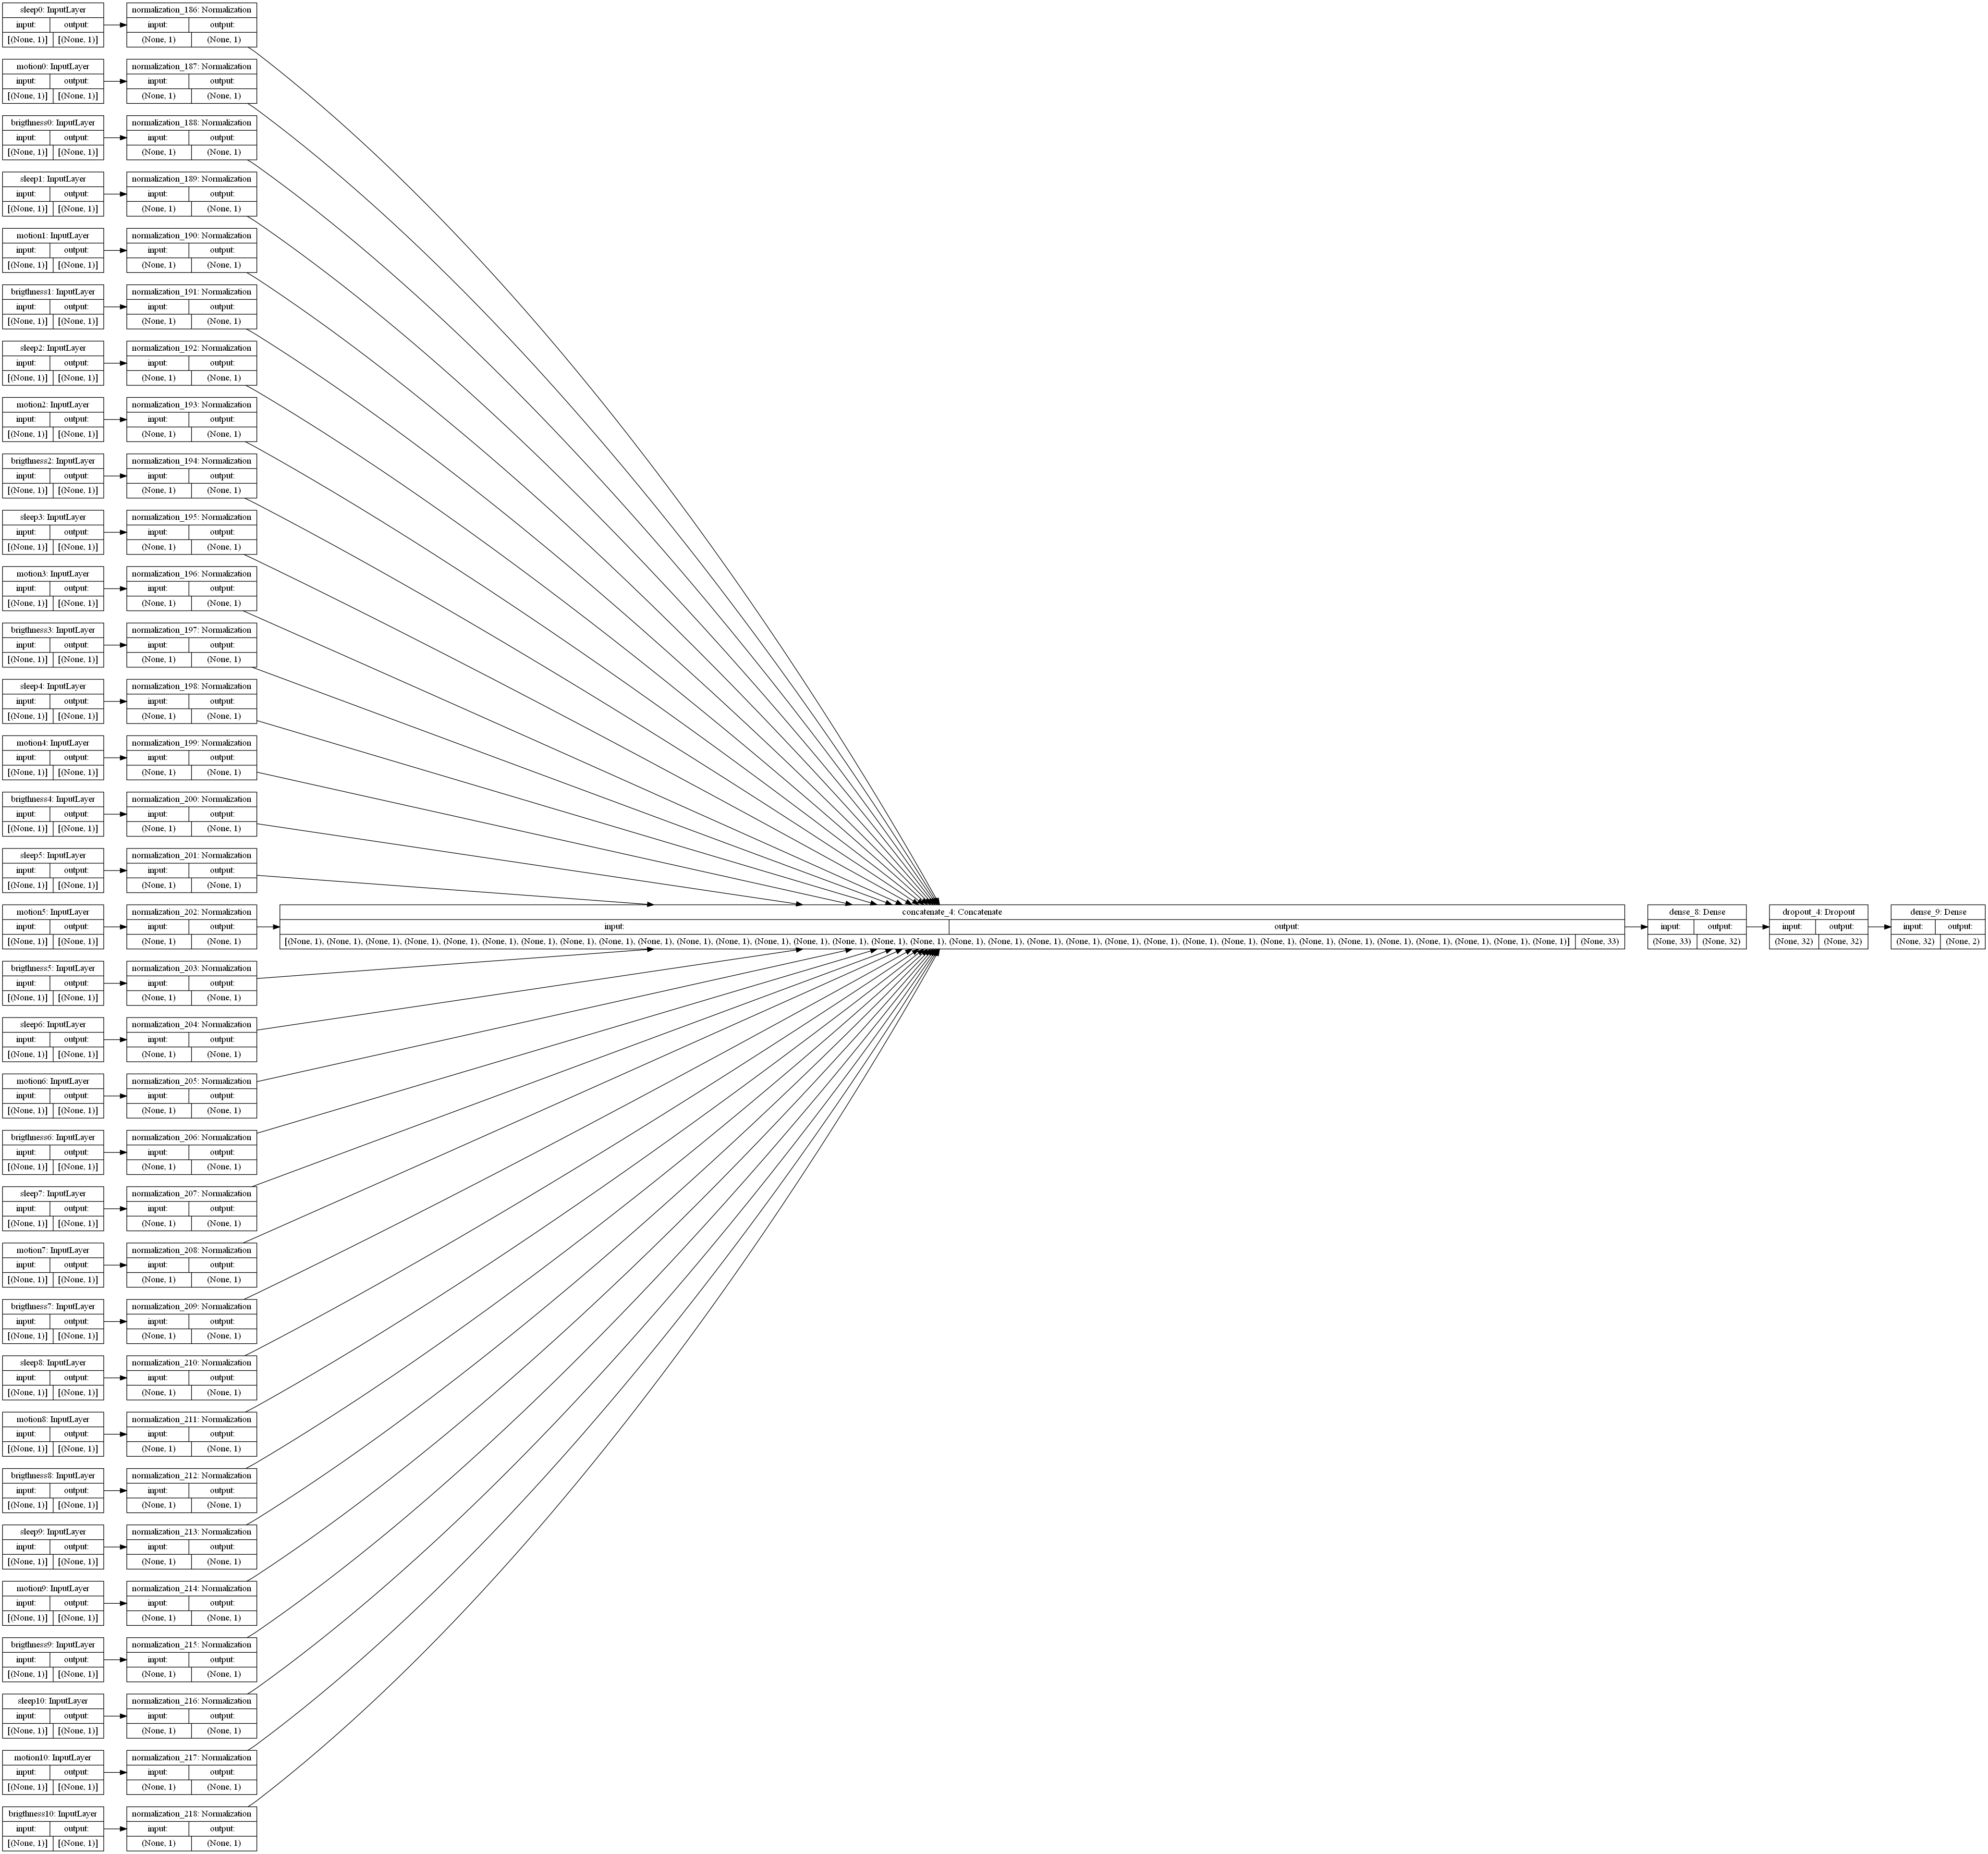 sleep0: InputLayer normalization_186: Normalization
input: output: input: output:
[(None, 1)] [(None, 1)] (None, 1) (None, 1)
motion0: InputLayer normalization_187: Normalization
input: output: input: output:
[(None, 1)] [(None, 1)] (None, 1) (None, 1)
brigthness0: InputLayer normalization_188: Normalization
input: output: input: output:
[(None, 1)] [(None, 1)] (None, 1) (None, 1)
sleep1: InputLayer normalization_189: Normalization
input: output: input: output:
[(None, 1)] [(None, 1)] (None, 1) (None, 1)
motion1: InputLayer normalization_190: Normalization
input: output: input: output:
[(None, 1)] [(None, 1)] (None, 1) (None, 1)
brigthness1: InputLayer normalization_191: Normalization
input: output: input: output:
[(None, 1)] [(None, 1)] (None, 1) (None, 1)
sleep2: InputLayer normalization_192: Normalization
input: output: input: output:
[(None, 1)] [(None, 1)] (None, 1) (None, 1)
motion2: InputLayer normalization_193: Normalization
input: output: input: output:
[(None, 1)] [(None, 1)] (None, 1) (None, 1)
brigthness2: InputLayer normalization_194: Normalization
input: output: input: output:
[(None, 1)] [(None, 1)] (None, 1) (None, 1)
sleep3: InputLayer normalization_195: Normalization
input: output: input: output:
[(None, 1)] [(None, 1)] (None, 1) (None, 1)
motion3: InputLayer normalization_196: Normalization
input: output: input: output:
[(None, 1)] [(None, 1)] (None, 1) (None, 1)
brigthness3: InputLayer normalization_197: Normalization
input: output: input: output:
[(None, 1)] [(None, 1)] (None, 1) (None, 1)
sleep4: InputLayer normalization_198: Normalization
input: output: input: output:
[(None, 1)] [(None, 1)] (None, 1) (None, 1)
motion4: InputLayer normalization_199: Normalization
input: output: input: output:
[(None, 1)] [(None, 1)] (None, 1) (None, 1)
brigthness4: InputLayer normalization_200: Normalization
input: output: input: output:
[(None, 1)] [(None, 1)] (None, 1) (None, 1)
sleep5: InputLayer normalization_201: Normalization
input: output: input: output:
[(None, 1)] [(None, 1)] (None, 1) (None, 1)
motion5: InputLayer normalization_202: Normalization concatenate_4: Concatenate dense_8: Dense dropout_4: Dropout dense_9: Dense
input: output: input: output: input: output: input: output: input: output: input: output:
[(None, 1)] [(None, 1)] (None, 1) (None, 1) [(None, 1), (None, 1), (None, 1), (None, 1), (None, 1), (None, 1), (None, 1), (None, 1), (None, 1), (None, 1), (None, 1), (None, 1), (None, 1), (None, 1), (None, 1), (None, 1), (None, 1), (None, 1), (None, 1), (None, 1), (None, 1), (None, 1), (None, 1), (None, 1), (None, 1), (None, 1), (None, 1), (None, 1), (None, 1), (None, 1), (None, 1), (None, 1), (None, 1)] (None, 33) (None, 33) (None, 32) (None, 32) (None, 32) (None, 32) (None, 2)
brigthness5: InputLayer normalization_203: Normalization
input: output: input: output:
[(None, 1)] [(None, 1)] (None, 1) (None, 1)
sleep6: InputLayer normalization_204: Normalization
input: output: input: output:
[(None, 1)] [(None, 1)] (None, 1) (None, 1)
motion6: InputLayer normalization_205: Normalization
input: output: input: output:
[(None, 1)] [(None, 1)] (None, 1) (None, 1)
brigthness6: InputLayer normalization_206: Normalization
input: output: input: output:
[(None, 1)] [(None, 1)] (None, 1) (None, 1)
sleep7: InputLayer normalization_207: Normalization
input: output: input: output:
[(None, 1)] [(None, 1)] (None, 1) (None, 1)
motion7: InputLayer normalization_208: Normalization
input: output: input: output:
[(None, 1)] [(None, 1)] (None, 1) (None, 1)
brigthness7: InputLayer normalization_209: Normalization
input: output: input: output:
[(None, 1)] [(None, 1)] (None, 1) (None, 1)
sleep8: InputLayer normalization_210: Normalization
input: output: input: output:
[(None, 1)] [(None, 1)] (None, 1) (None, 1)
motion8: InputLayer normalization_211: Normalization
input: output: input: output:
[(None, 1)] [(None, 1)] (None, 1) (None, 1)
brigthness8: InputLayer normalization_212: Normalization
input: output: input: output:
[(None, 1)] [(None, 1)] (None, 1) (None, 1)
sleep9: InputLayer normalization_213: Normalization
input: output: input: output:
[(None, 1)] [(None, 1)] (None, 1) (None, 1)
motion9: InputLayer normalization_214: Normalization
input: output: input: output:
[(None, 1)] [(None, 1)] (None, 1) (None, 1)
brigthness9: InputLayer normalization_215: Normalization
input: output: input: output:
[(None, 1)] [(None, 1)] (None, 1) (None, 1)
sleep10: InputLayer normalization_216: Normalization
input: output: input: output:
[(None, 1)] [(None, 1)] (None, 1) (None, 1)
motion10: InputLayer normalization_217: Normalization
input: output: input: output:
[(None, 1)] [(None, 1)] (None, 1) (None, 1)
brigthness10: InputLayer normalization_218: Normalization
input: output: input: output:
[(None, 1)] [(None, 1)] (None, 1) (None, 1)